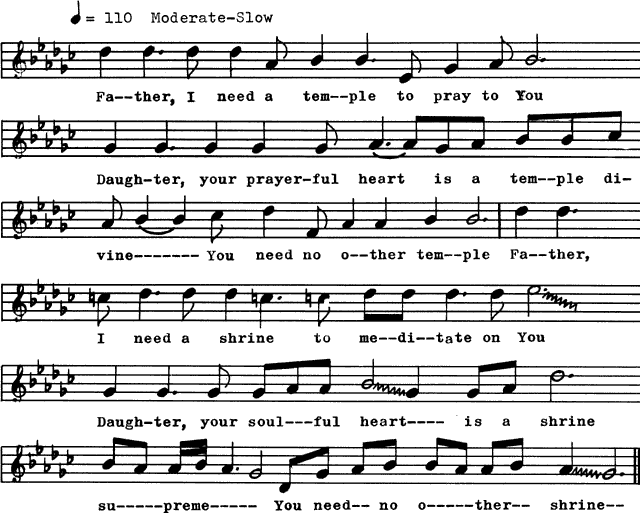 ♩= 110 Moderate-Slow
Fa--ther, I need a tem--ple to pray to You
Daugh-ter, your prayer-ful heart is a tem--ple di-
vine------- You need no o--ther tem--ple Fa--ther,
I need a shrine to me--di--tate on You
Daugh-ter, your soul---ful heart---- is a shrine
su-----preme----- You need-- no o-----ther-- shrine--